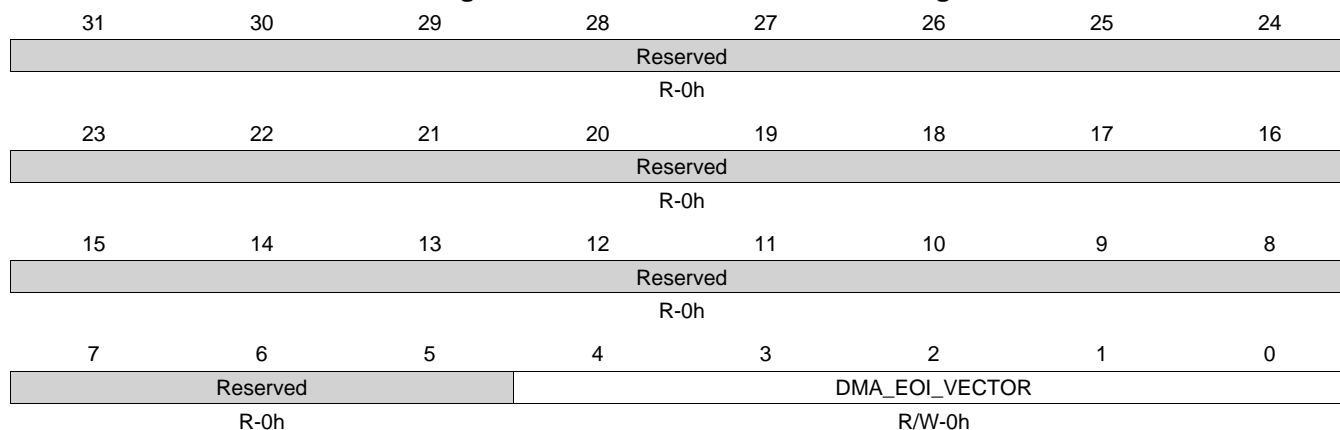 31 30 29 28 27 26 25 24
Reserved
R-0h
23 22 21 20 19 18 17 16
Reserved
R-0h
15 14 13 12 11 10 9 8
Reserved
R-0h
7 6 5 4 3 2 1 0
Reserved DMA_EOI_VECTOR
R-0h R/W-0h